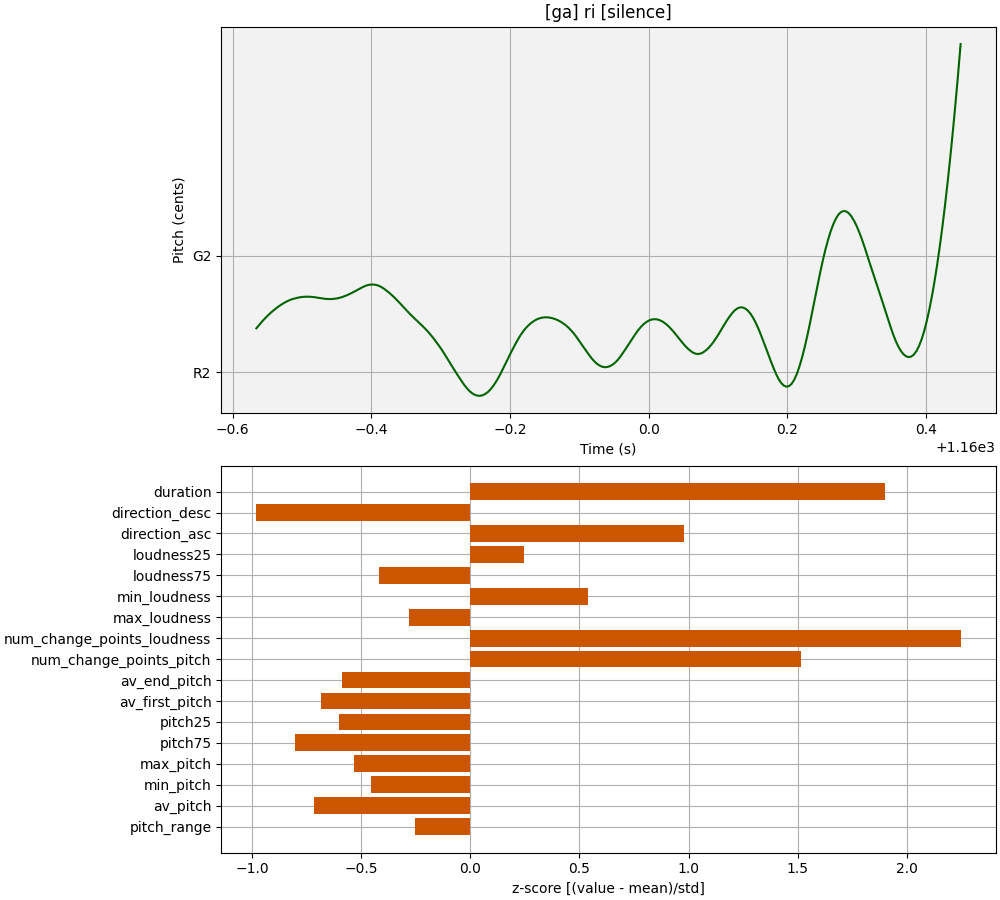 [ga] ri [silence]
Pitch (cents)
G2
R2
−0.6 −0.4 −0.2 0.0 0.2 0.4
+1.16e3
Time (s)
duration
direction_desc
direction_asc
loudness25
loudness75
min_loudness
max_loudness
num_change_points_loudness
num_change_points_pitch
av_end_pitch
av_first_pitch
pitch25
pitch75
max_pitch
min_pitch
av_pitch
pitch_range
−1.0 −0.5 0.0 0.5 1.0 1.5 2.0
z-score [(value - mean)/std]